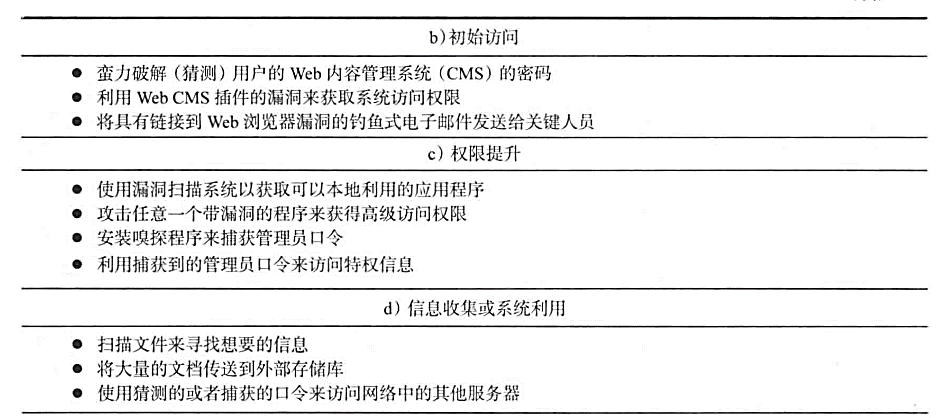 b)初始访问
● 蛮力破解（猜测）用户的 Web 内容管理系统（CMS）的密码
● 利用 Web CMS 插件的漏洞来获取系统访问权限
● 将具有链接到 Web 浏览器漏洞的钓鱼式电子邮件发送给关键人员
c) 权限提升
● 使用漏洞扫描系统以获取可以本地利用的应用程序
● 攻击任意一个带漏洞的程序来获得高级访问权限
● 安装嗅探程序来捕获管理员口令
● 利用捕获到的管理员口令来访问特权信息
d) 信息收集或系统利用
● 扫描文件来寻找想要的信息
● 将大量的文档传送到外部存储库
● 使用猜测的或者捕获的口令来访问网络中的其他服务器